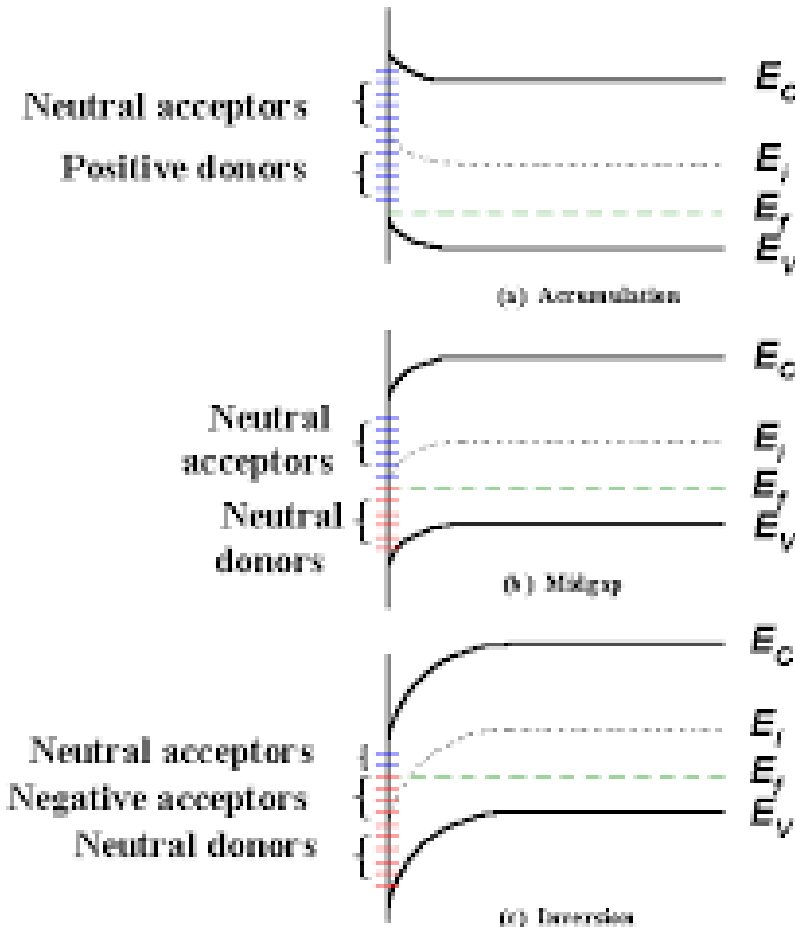 E_C
Neutral acceptors
E_i
Positive donors
E_f
E_V
(a) Accumulation
E_C
Neutral
acceptors
E_i
E_f
Neutral
donors
E_V
(b) Midgap
E_C
E_i
Neutral acceptors
E_f
Negative acceptors
E_V
Neutral donors
(c) Inversion